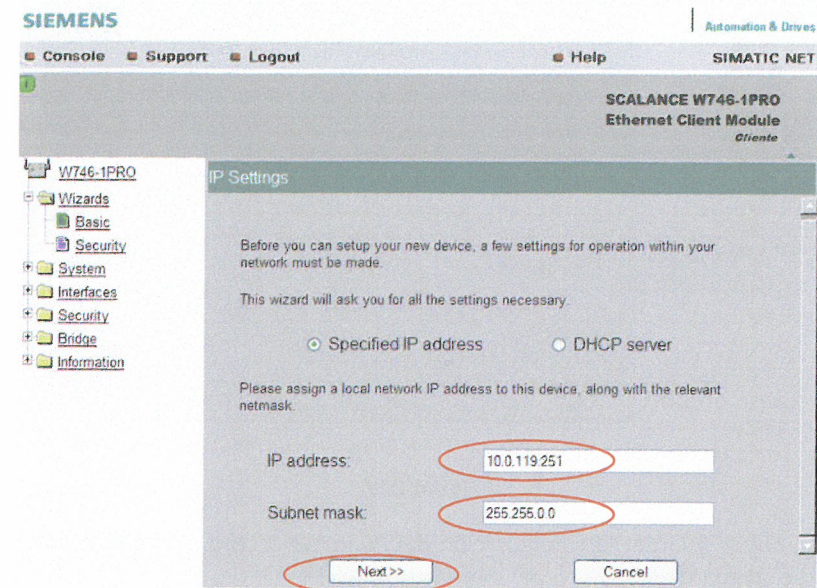 SIEMENS
Automation & Drives
Console Support Logout Help SIMATIC NET
SCALANCE W746-1PRO
Ethernet Client Module
Cliente
W746-1PRO
Wizards
Basic
Security
System
Interfaces
Security
Bridge
Information
IP Settings
Before you can setup your new device, a few settings for operation within your
network must be made.
This wizard will ask you for all the settings necessary.
Specified IP address DHCP server
Please assign a local network IP address to this device, along with the relevant
netmask.
IP address: 10.0.119.251
Subnet mask: 255.255.0.0
Next>> Cancel